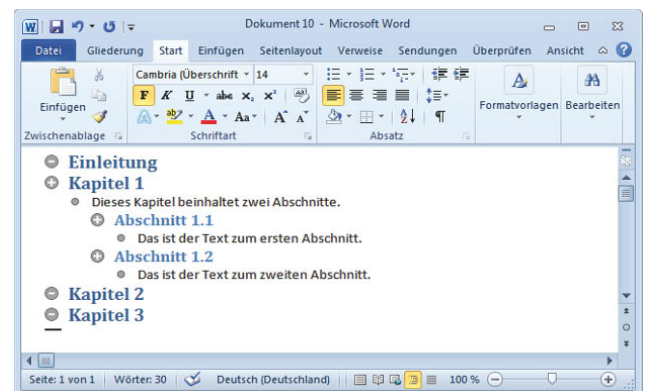 Dokument10 - Microsoft Word
Datei Gliederung Start Einfügen Seitenlayout Verweise Sendungen Überprüfen Ansicht
Cambria (Überschrift 14
Einfügen
F K U abe x₂ x²
A ab A Aa A A
Formatvorlagen Bearbeiten
Zwischenablage Schriftart Absatz
Einleitung
Kapitel 1
Dieses Kapitel beinhaltet zwei Abschnitte.
Abschnitt 1.1
Das ist der Text zum ersten Abschnitt.
Abschnitt 1.2
Das ist der Text zum zweiten Abschnitt.
Kapitel 2
Kapitel 3
Seite: 1 von 1 Wörter: 30 Deutsch (Deutschland) 100 %